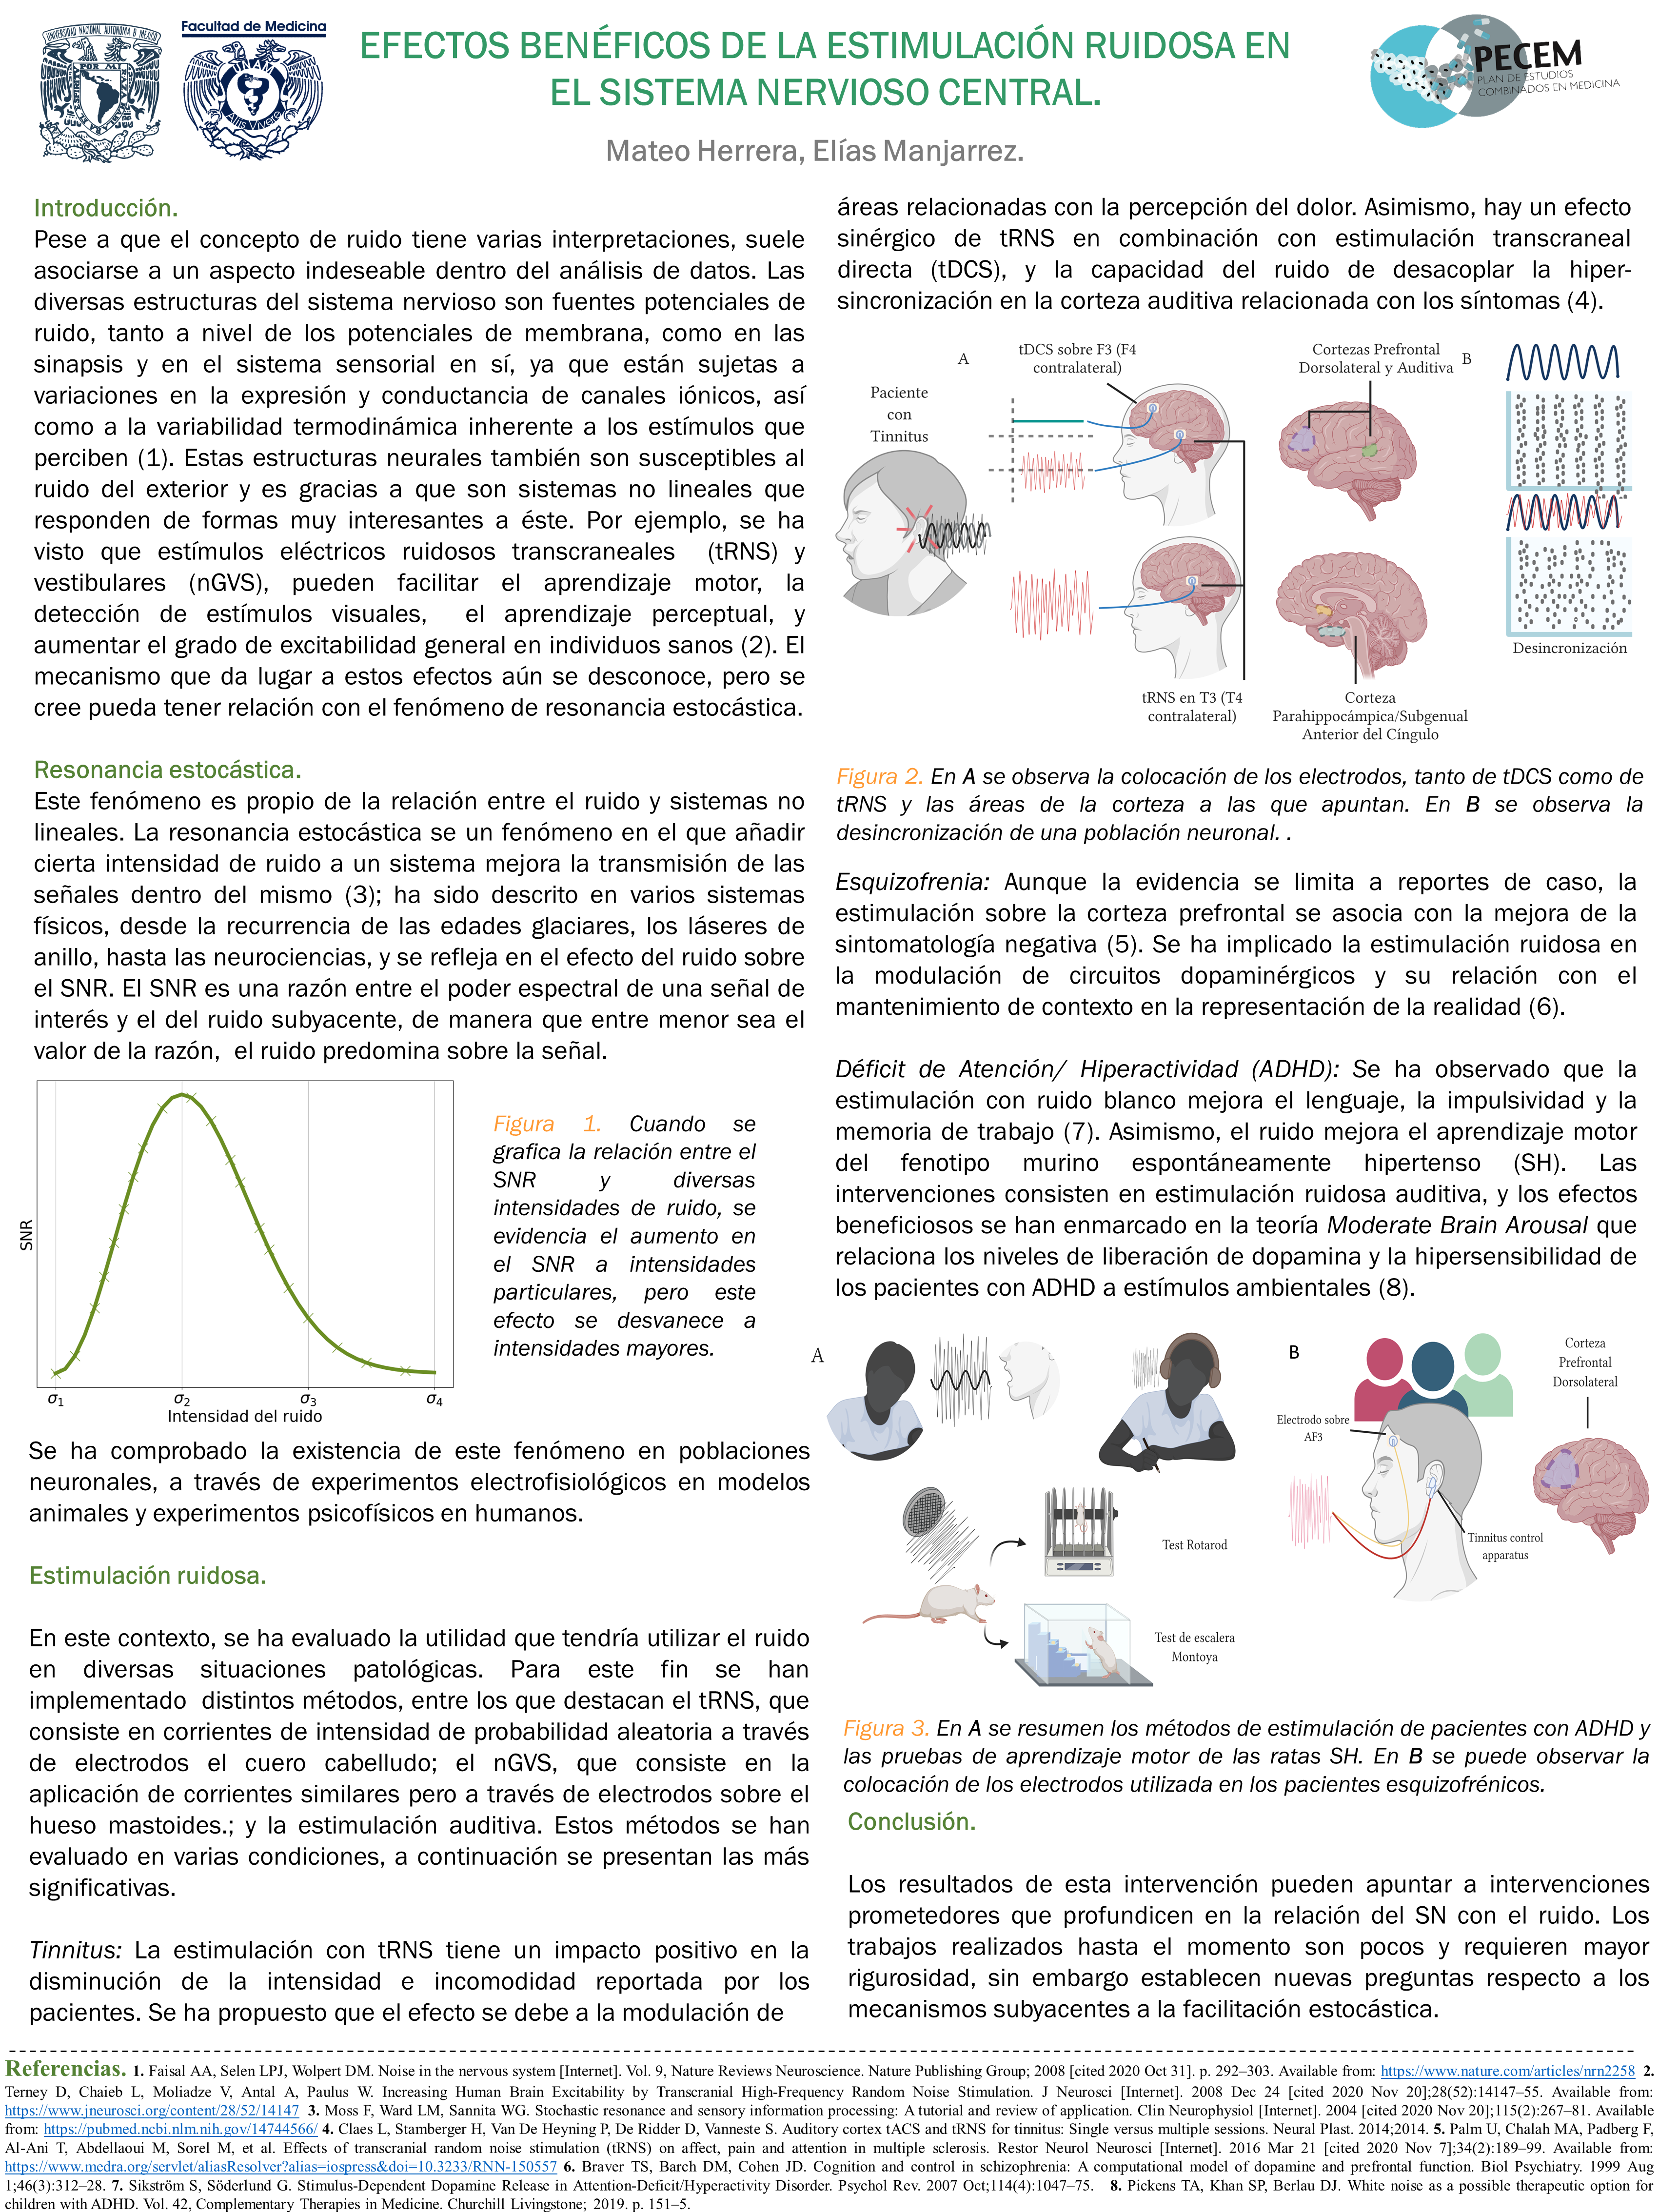 UNIVERSIDAD NACIONAL AUTÓNOMA D MEXICO
POR MI
Facultad de Medicina
Aliis Vivere
EFECTOS BENÉFICOS DE LA ESTIMULACIÓN RUIDOSA EN
EL SISTEMA NERVIOSO CENTRAL.
Mateo Herrera, Elías Manjarrez.
PECEM
PLAN DE ESTUDIOS
COMBINADOS EN MEDICINA
Introducción.
Pese a que el concepto de ruido tiene varias interpretaciones, suele
asociarse a un aspecto indeseable dentro del análisis de datos. Las
diversas estructuras del sistema nervioso son fuentes potenciales de
ruido, tanto a nivel de los potenciales de membrana, como en las
sinapsis y en el sistema sensorial en sí, ya que están sujetas a
variaciones en la expresión y conductancia de canales iónicos, así
como a la variabilidad termodinámica inherente a los estímulos que
perciben (1). Estas estructuras neurales también son susceptibles al
ruido del exterior y es gracias a que son sistemas no lineales que
responden de formas muy interesantes a éste. Por ejemplo, se ha
visto que estímulos eléctricos ruidosos transcraneales (tRNS) y
vestibulares (nGVS), pueden facilitar el aprendizaje motor, la
detección de estímulos visuales, el aprendizaje perceptual, y
aumentar el grado de excitabilidad general en individuos sanos (2). El
mecanismo que da lugar a estos efectos aún se desconoce, pero se
cree pueda tener relación con el fenómeno de resonancia estocástica.
Resonancia estocástica.
Este fenómeno es propio de la relación entre el ruido y sistemas no
lineales. La resonancia estocástica se un fenómeno en el que añadir
cierta intensidad de ruido a un sistema mejora la transmisión de las
señales dentro del mismo (3); ha sido descrito en varios sistemas
físicos, desde la recurrencia de las edades glaciares, los láseres de
anillo, hasta las neurociencias, y se refleja en el efecto del ruido sobre
el SNR. El SNR es una razón entre el poder espectral de una señal de
interés y el del ruido subyacente, de manera que entre menor sea el
valor de la razón, el ruido predomina sobre la señal.
SNR
σ1 σ2 σ3 σ4
Intensidad del ruido
Figura 1. Cuando se
grafica la relación entre el
SNR y diversas
intensidades de ruido, se
evidencia el aumento en
el SNR a intensidades
particulares, pero este
efecto se desvanece a
intensidades mayores.
Se ha comprobado la existencia de este fenómeno en poblaciones
neuronales, a través de experimentos electrofisiológicos en modelos
animales y experimentos psicofísicos en humanos.
Estimulación ruidosa.
En este contexto, se ha evaluado la utilidad que tendría utilizar el ruido
en diversas situaciones patológicas. Para este fin se han
implementado distintos métodos, entre los que destacan el tRNS, que
consiste en corrientes de intensidad de probabilidad aleatoria a través
de electrodos el cuero cabelludo; el nGVS, que consiste en la
aplicación de corrientes similares pero a través de electrodos sobre el
hueso mastoides.; y la estimulación auditiva. Estos métodos se han
evaluado en varias condiciones, a continuación se presentan las más
significativas.
Tinnitus: La estimulación con tRNS tiene un impacto positivo en la
disminución de la intensidad e incomodidad reportada por los
pacientes. Se ha propuesto que el efecto se debe a la modulación de
áreas relacionadas con la percepción del dolor. Asimismo, hay un efecto
sinérgico de tRNS en combinación con estimulación transcraneal
directa (tDCS), y la capacidad del ruido de desacoplar la hiper-
sincronización en la corteza auditiva relacionada con los síntomas (4).
A
Paciente
con
Tinnitus
tDCS sobre F3 (F4
contralateral)
Cortezas Prefrontal
Dorsolateral y Auditiva
B
tRNS en T3 (T4
contralateral)
Corteza
Parahippocámpica/Subgenual
Anterior del Cíngulo
Desincronización
Figura 2. En A se observa la colocación de los electrodos, tanto de tDCS como de
tRNS y las áreas de la corteza a las que apuntan. En B se observa la
desincronización de una población neuronal. .
Esquizofrenia: Aunque la evidencia se limita a reportes de caso, la
estimulación sobre la corteza prefrontal se asocia con la mejora de la
sintomatología negativa (5). Se ha implicado la estimulación ruidosa en
la modulación de circuitos dopaminérgicos y su relación con el
mantenimiento de contexto en la representación de la realidad (6).
Déficit de Atención/ Hiperactividad (ADHD): Se ha observado que la
estimulación con ruido blanco mejora el lenguaje, la impulsividad y la
memoria de trabajo (7). Asimismo, el ruido mejora el aprendizaje motor
del fenotipo murino espontáneamente hipertenso (SH). Las
intervenciones consisten en estimulación ruidosa auditiva, y los efectos
beneficiosos se han enmarcado en la teoría Moderate Brain Arousal que
relaciona los niveles de liberación de dopamina y la hipersensibilidad de
los pacientes con ADHD a estímulos ambientales (8).
A
Test Rotarod
Test de escalera
Montoya
B
Electrodo sobre
AF3
Corteza
Prefrontal
Dorsolateral
Tinnitus control
apparatus
Figura 3. En A se resumen los métodos de estimulación de pacientes con ADHD y
las pruebas de aprendizaje motor de las ratas SH. En B se puede observar la
colocación de los electrodos utilizada en los pacientes esquizofrénicos.
Conclusión.
Los resultados de esta intervención pueden apuntar a intervenciones
prometedores que profundicen en la relación del SN con el ruido. Los
trabajos realizados hasta el momento son pocos y requieren mayor
rigurosidad, sin embargo establecen nuevas preguntas respecto a los
mecanismos subyacentes a la facilitación estocástica.
Referencias. 1. Faisal AA, Selen LPJ, Wolpert DM. Noise in the nervous system [Internet]. Vol. 9, Nature Reviews Neuroscience. Nature Publishing Group; 2008 [cited 2020 Oct 31]. p. 292–303. Available from: https://www.nature.com/articles/nrn2258 2.
Terney D, Chaieb L, Moliadze V, Antal A, Paulus W. Increasing Human Brain Excitability by Transcranial High-Frequency Random Noise Stimulation. J Neurosci [Internet]. 2008 Dec 24 [cited 2020 Nov 20];28(52):14147–55. Available from:
https://www.jneurosci.org/content/28/52/14147 3. Moss F, Ward LM, Sannita WG. Stochastic resonance and sensory information processing: A tutorial and review of application. Clin Neurophysiol [Internet]. 2004 [cited 2020 Nov 20];115(2):267–81. Available
from: https://pubmed.ncbi.nlm.nih.gov/14744566/ 4. Claes L, Stamberger H, Van De Heyning P, De Ridder D, Vanneste S. Auditory cortex tACS and tRNS for tinnitus: Single versus multiple sessions. Neural Plast. 2014;2014. 5. Palm U, Chalah MA, Padberg F,
Al-Ani T, Abdellaoui M, Sorel M, et al. Effects of transcranial random noise stimulation (tRNS) on affect, pain and attention in multiple sclerosis. Restor Neurol Neurosci [Internet]. 2016 Mar 21 [cited 2020 Nov 7];34(2):189–99. Available from:
https://www.medra.org/servlet/aliasResolver?alias=iospress&doi=10.3233/RNN-150557 6. Braver TS, Barch DM, Cohen JD. Cognition and control in schizophrenia: A computational model of dopamine and prefrontal function. Biol Psychiatry. 1999 Aug
1;46(3):312–28. 7. Sikström S, Söderlund G. Stimulus-Dependent Dopamine Release in Attention-Deficit/Hyperactivity Disorder. Psychol Rev. 2007 Oct;114(4):1047–75. 8. Pickens TA, Khan SP, Berlau DJ. White noise as a possible therapeutic option for
children with ADHD. Vol. 42, Complementary Therapies in Medicine. Churchill Livingstone; 2019. p. 151–5.